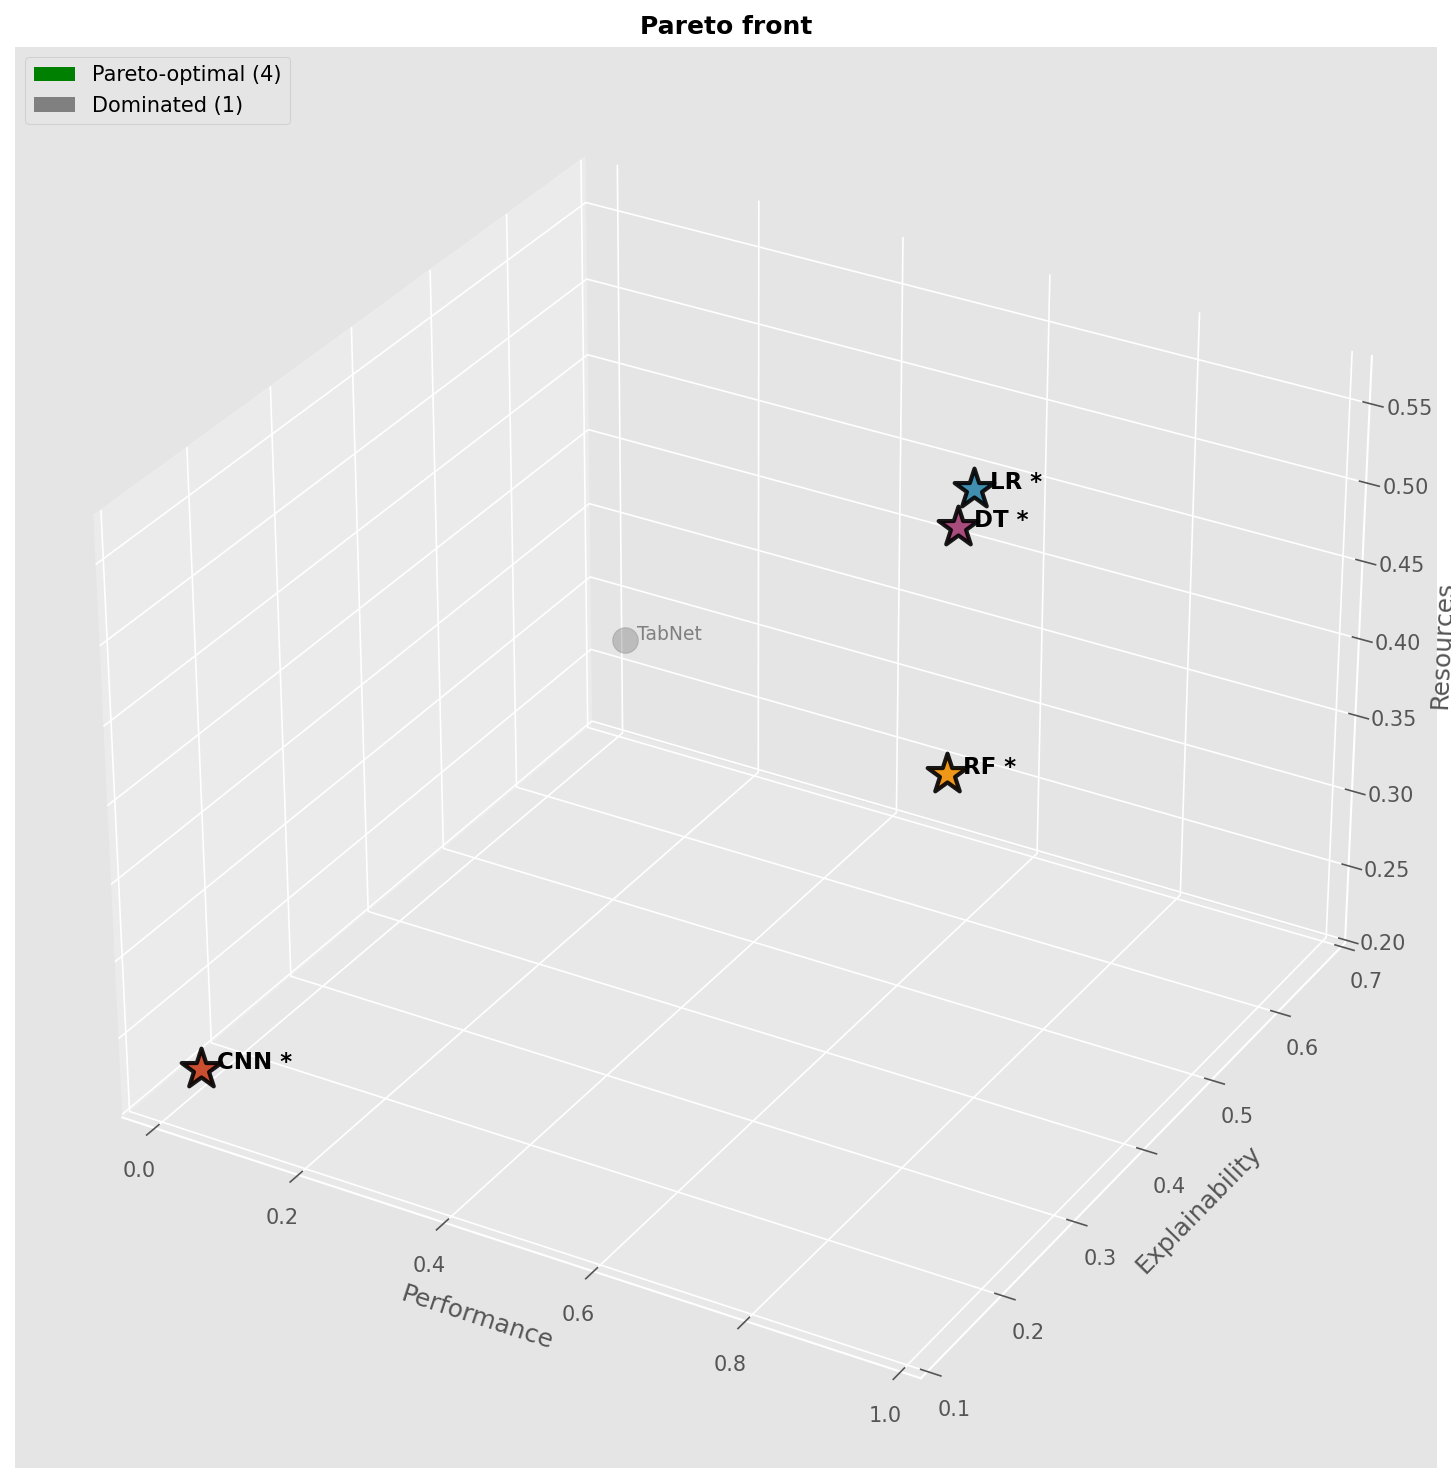 Pareto front
Pareto-optimal (4)
Dominated (1)
LR *
DT *
TabNet
RF *
CNN *
0.55
0.50
0.45
0.40
0.35
0.30
0.25
0.20
Resources
0.7
0.6
0.5
0.4
0.3
0.2
0.1
Explainability
0.0
0.2
0.4
0.6
0.8
1.0
Performance